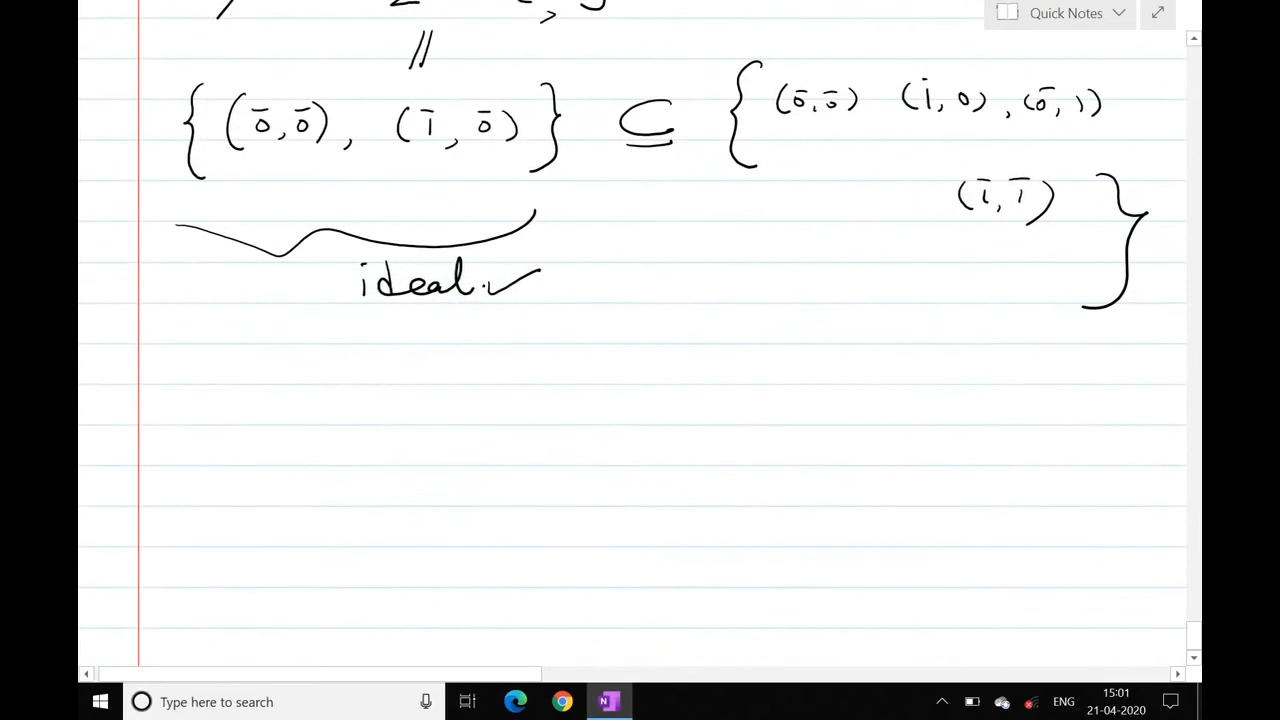 Quick Notes
//
{ (0̄,0̄), (1̄, 0̄) } ⊆ { (0̄,0̄) (1̄, 0), (0̄, 1)
(1̄, 1̄) }
ideal. ✓
Type here to search
ENG
15:01
21-04-2020